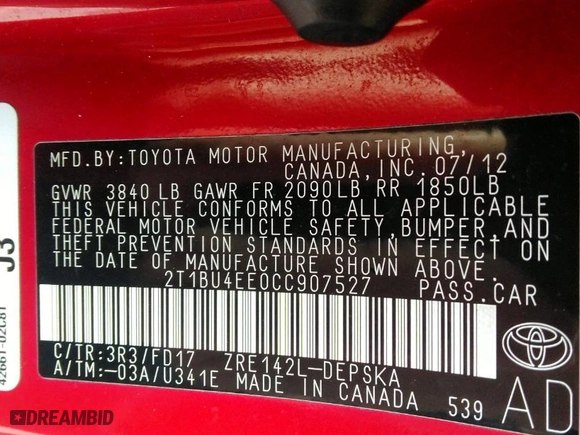 MFD.BY:TOYOTA MOTOR MANUFACTURING,
CANADA,INC.07/12
GVWR 3840 LB GAWR FR 2090LB RR 1850LB
THIS VEHICLE CONFORMS TO ALL APPLICABLE
FEDERAL MOTOR VEHICLE SAFETY,BUMPER,AND
THEFT PREVENTION STANDARDS IN EFFECT ON
THE DATE OF MANUFACTURE SHOWN ABOVE.
2T1BU4EE0CC907527 PASS.CAR
C/TR:3R3/FD17 ZRE142L-DEPSKA
A/TM:-03A/U341E MADE IN CANADA 539
TOYOTA
AD
J3
42661-02C81
DREAMBID